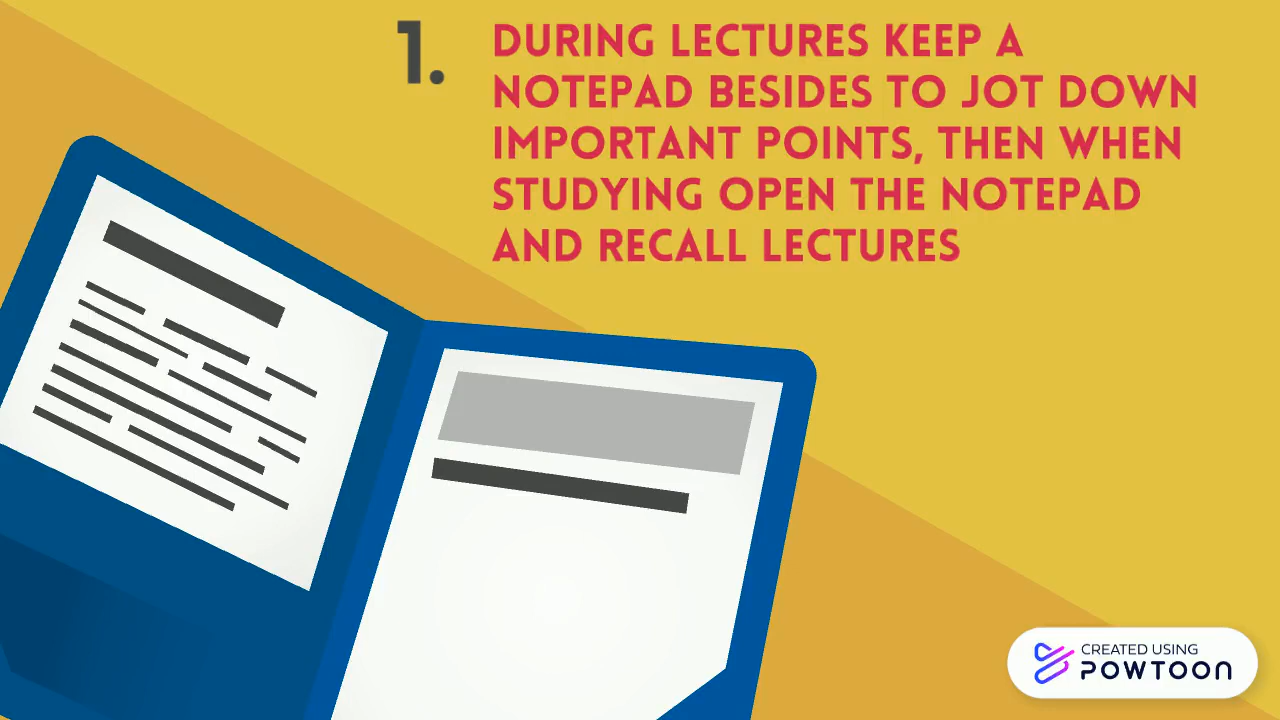 1.
DURING LECTURES KEEP A
NOTEPAD BESIDES TO JOT DOWN
IMPORTANT POINTS, THEN WHEN
STUDYING OPEN THE NOTEPAD
AND RECALL LECTURES
CREATED USING
POWTOON